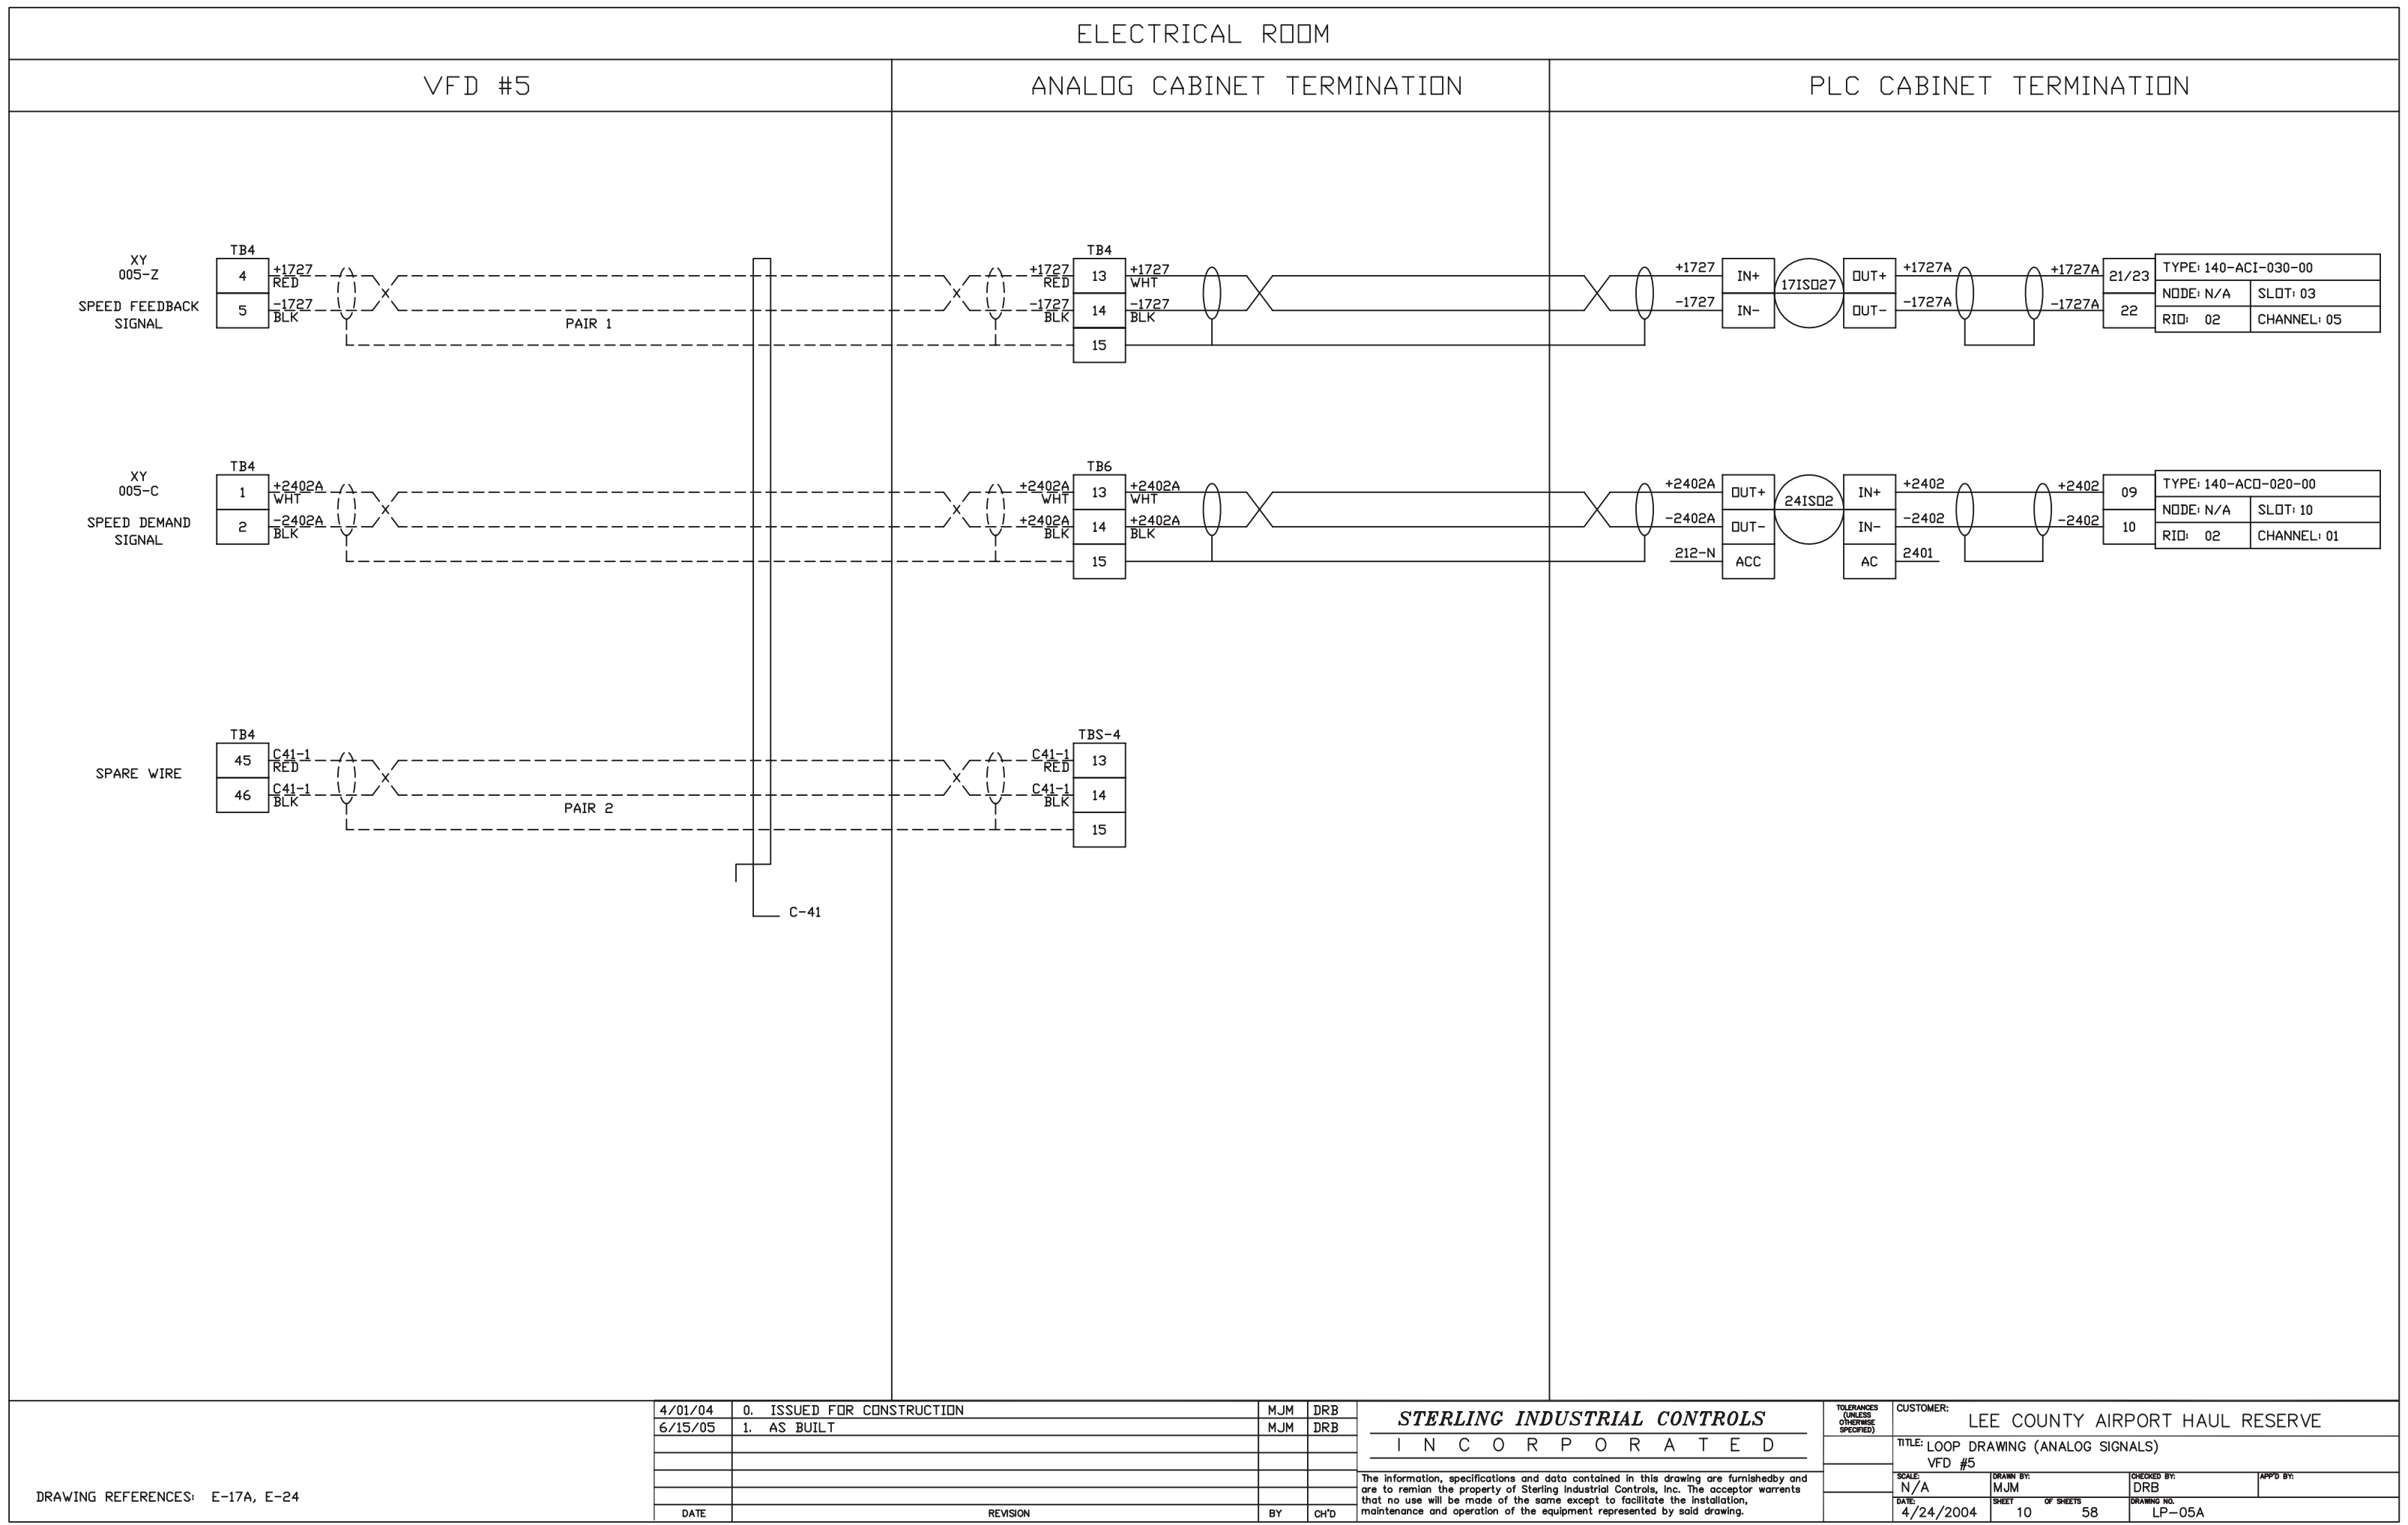 ELECTRICAL ROOM
VFD #5
ANALOG CABINET TERMINATION
PLC CABINET TERMINATION
XY
005-Z
SPEED FEEDBACK
SIGNAL
TB4
4
5
+1727
RED
-1727
BLK
PAIR 1
+1727
RED
-1727
BLK
TB4
13
14
15
+1727
WHT
-1727
BLK
+1727
-1727
IN+
IN-
17ISO27
OUT+
OUT-
+1727A
-1727A
+1727A
-1727A
21/23
22
TYPE: 140-ACI-030-00
NODE: N/A
SLOT: 03
RIO: 02
CHANNEL: 05
XY
005-C
SPEED DEMAND
SIGNAL
TB4
1
2
+2402A
WHT
-2402A
BLK
+2402A
WHT
+2402A
BLK
TB6
13
14
15
+2402A
WHT
+2402A
BLK
+2402A
-2402A
212-N
OUT+
OUT-
ACC
24ISO2
IN+
IN-
AC
+2402
-2402
2401
+2402
-2402
09
10
TYPE: 140-ACO-020-00
NODE: N/A
SLOT: 10
RIO: 02
CHANNEL: 01
SPARE WIRE
TB4
45
46
C41-1
RED
C41-1
BLK
PAIR 2
C41-1
RED
C41-1
BLK
TBS-4
13
14
15
C-41
DRAWING REFERENCES: E-17A, E-24
4/01/04 0. ISSUED FOR CONSTRUCTION MJM DRB
6/15/05 1. AS BUILT MJM DRB
DATE REVISION BY CH'D
STERLING INDUSTRIAL CONTROLS
INCORPORATED
The information, specifications and data contained in this drawing are furnishedby and
are to remian the property of Sterling Industrial Controls, Inc. The acceptor warrents
that no use will be made of the same except to facilitate the installation,
maintenance and operation of the equipment represented by said drawing.
TOLERANCES
(UNLESS
OTHERWISE
SPECIFIED)
CUSTOMER:
LEE COUNTY AIRPORT HAUL RESERVE
TITLE: LOOP DRAWING (ANALOG SIGNALS)
VFD #5
SCALE:
N/A
DRAWN BY:
MJM
CHECKED BY:
DRB
APP'D BY:
DATE:
4/24/2004
SHEET
10
OF SHEETS
58
DRAWING NO.
LP-05A